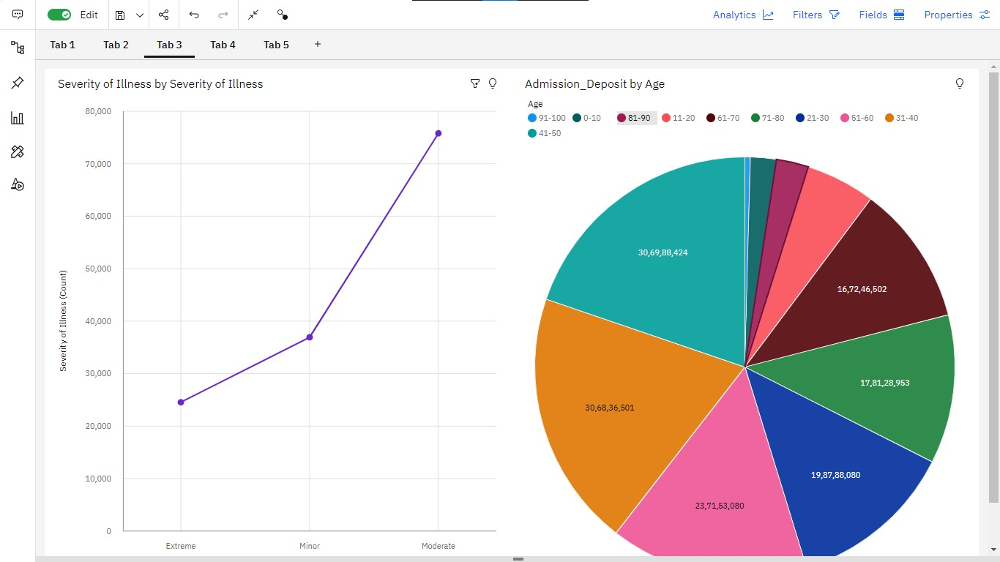 Edit
Analytics
Filters
Fields
Properties
Tab 1
Tab 2
Tab 3
Tab 4
Tab 5
+
Severity of Illness by Severity of Illness
80,000
70,000
60,000
50,000
40,000
30,000
20,000
10,000
0
Severity of Illness (Count)
Extreme
Minor
Moderate
Admission_Deposit by Age
Age
91-100
0-10
81-90
11-20
61-70
71-80
21-30
51-60
31-40
41-50
30,69,88,424
16,72,46,502
17,81,28,953
30,68,36,501
19,87,88,080
23,71,53,080